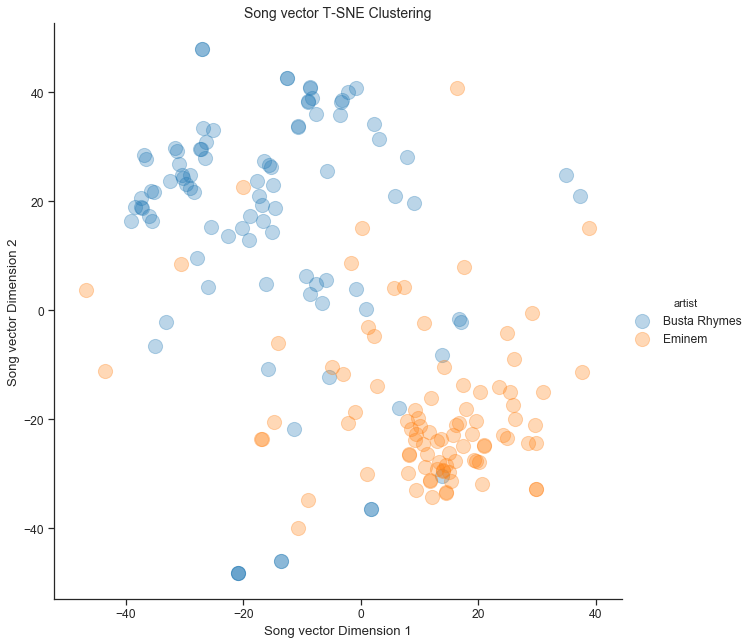 Song vector T-SNE Clustering
Song vector Dimension 2
40
20
0
−20
−40
−40
−20
0
20
40
Song vector Dimension 1
artist
Busta Rhymes
Eminem